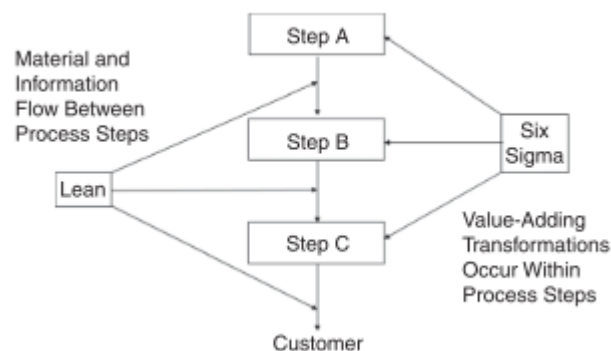 Step A
Material and
Information
Flow Between
Process Steps
Step B
Six
Sigma
Lean
Step C
Value-Adding
Transformations
Occur Within
Process Steps
Customer